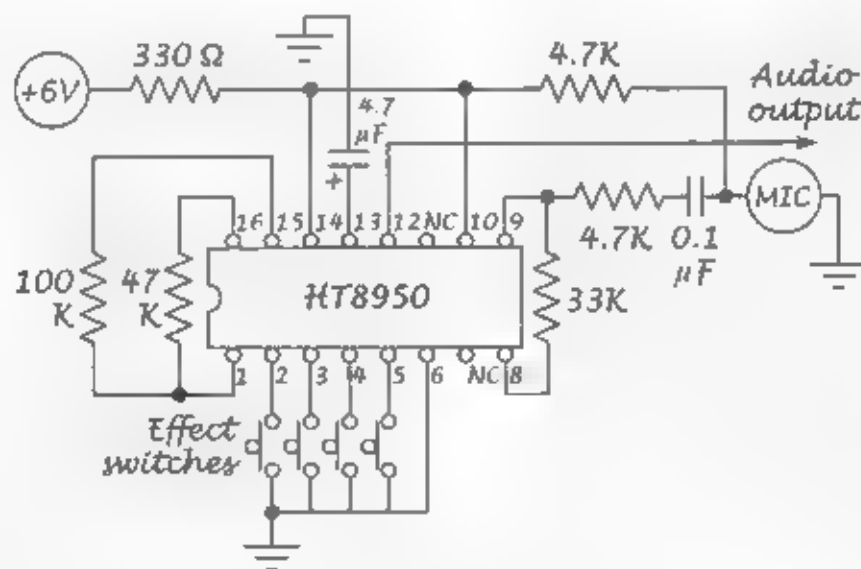 330 Ω
4.7K
+6V
4.7
µF
Audio
output
MIC
16 15 14 13 12 NC 10 9
4.7K 0.1
µF
100
K
47
K
HT8950
33K
1 2 3 4 5 6 NC 8
Effect
switches